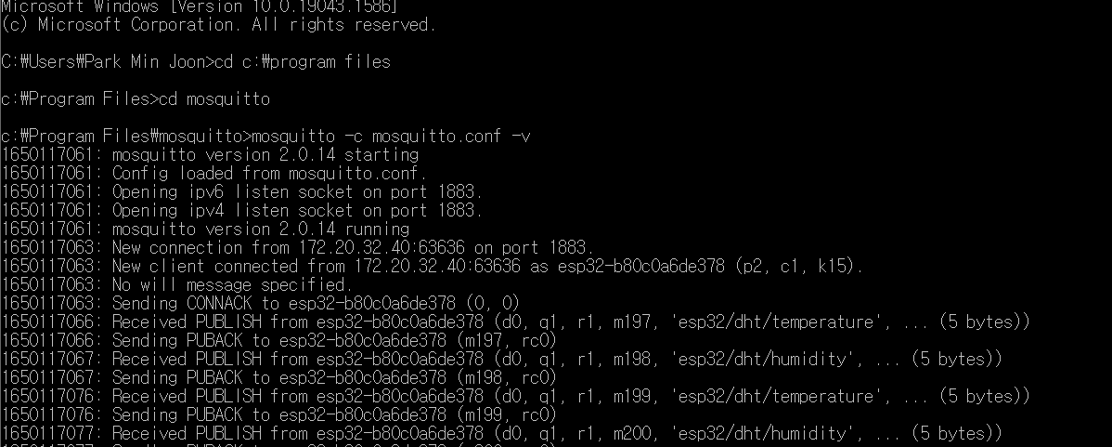 Microsoft Windows [Version 10.0.19043.1586]
(c) Microsoft Corporation. All rights reserved.
C:₩Users₩Park Min Joon>cd c:₩program files
c:₩Program Files>cd mosquitto
c:₩Program Files₩mosquitto>mosquitto -c mosquitto.conf -v
1650117061: mosquitto version 2.0.14 starting
1650117061: Config loaded from mosquitto.conf.
1650117061: Opening ipv6 listen socket on port 1883.
1650117061: Opening ipv4 listen socket on port 1883.
1650117061: mosquitto version 2.0.14 running
1650117063: New connection from 172.20.32.40:63636 on port 1883.
1650117063: New client connected from 172.20.32.40:63636 as esp32-b80c0a6de378 (p2, c1, k15).
1650117063: No will message specified.
1650117063: Sending CONNACK to esp32-b80c0a6de378 (0, 0)
1650117066: Received PUBLISH from esp32-b80c0a6de378 (d0, q1, r1, m197, 'esp32/dht/temperature', ... (5 bytes))
1650117066: Sending PUBACK to esp32-b80c0a6de378 (m197, rc0)
1650117067: Received PUBLISH from esp32-b80c0a6de378 (d0, q1, r1, m198, 'esp32/dht/humidity', ... (5 bytes))
1650117067: Sending PUBACK to esp32-b80c0a6de378 (m198, rc0)
1650117076: Received PUBLISH from esp32-b80c0a6de378 (d0, q1, r1, m199, 'esp32/dht/temperature', ... (5 bytes))
1650117076: Sending PUBACK to esp32-b80c0a6de378 (m199, rc0)
1650117077: Received PUBLISH from esp32-b80c0a6de378 (d0, q1, r1, m200, 'esp32/dht/humidity', ... (5 bytes))